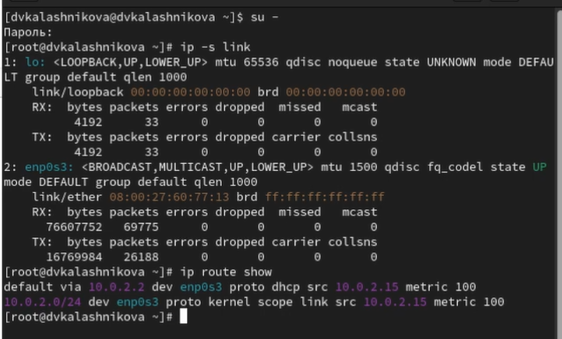 [dvkalashnikova@dvkalashnikova ~]$ su -
Пароль:
[root@dvkalashnikova ~]# ip -s link
1: lo: <LOOPBACK,UP,LOWER_UP> mtu 65536 qdisc noqueue state UNKNOWN mode DEFAU
LT group default qlen 1000
    link/loopback 00:00:00:00:00:00 brd 00:00:00:00:00:00
    RX:  bytes packets errors dropped  missed   mcast
          4192      33      0       0       0       0
    TX:  bytes packets errors dropped carrier collsns
          4192      33      0       0       0       0
2: enp0s3: <BROADCAST,MULTICAST,UP,LOWER_UP> mtu 1500 qdisc fq_codel state UP
mode DEFAULT group default qlen 1000
    link/ether 08:00:27:60:77:13 brd ff:ff:ff:ff:ff:ff
    RX:  bytes packets errors dropped  missed   mcast
      76607752   69775      0       0       0       0
    TX:  bytes packets errors dropped carrier collsns
      16769984   26188      0       0       0       0
[root@dvkalashnikova ~]# ip route show
default via 10.0.2.2 dev enp0s3 proto dhcp src 10.0.2.15 metric 100
10.0.2.0/24 dev enp0s3 proto kernel scope link src 10.0.2.15 metric 100
[root@dvkalashnikova ~]#